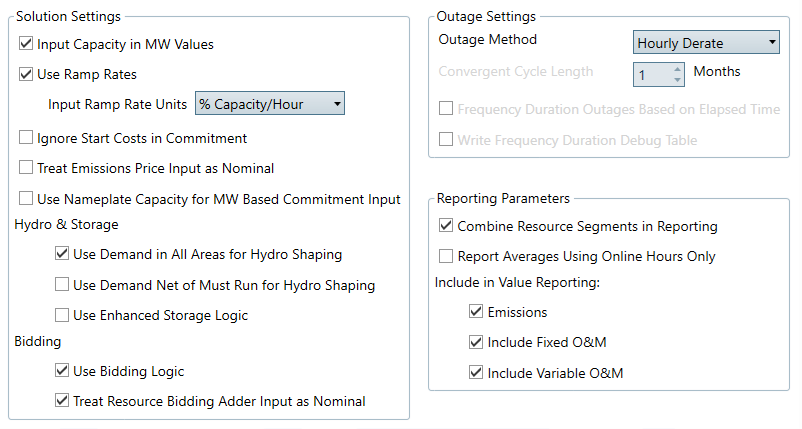 Solution Settings
Input Capacity in MW Values
Use Ramp Rates
Input Ramp Rate Units % Capacity/Hour
Ignore Start Costs in Commitment
Treat Emissions Price Input as Nominal
Use Nameplate Capacity for MW Based Commitment Input
Hydro & Storage
Use Demand in All Areas for Hydro Shaping
Use Demand Net of Must Run for Hydro Shaping
Use Enhanced Storage Logic
Bidding
Use Bidding Logic
Treat Resource Bidding Adder Input as Nominal
Outage Settings
Outage Method Hourly Derate
Convergent Cycle Length 1 Months
Frequency Duration Outages Based on Elapsed Time
Write Frequency Duration Debug Table
Reporting Parameters
Combine Resource Segments in Reporting
Report Averages Using Online Hours Only
Include in Value Reporting:
Emissions
Include Fixed O&M
Include Variable O&M